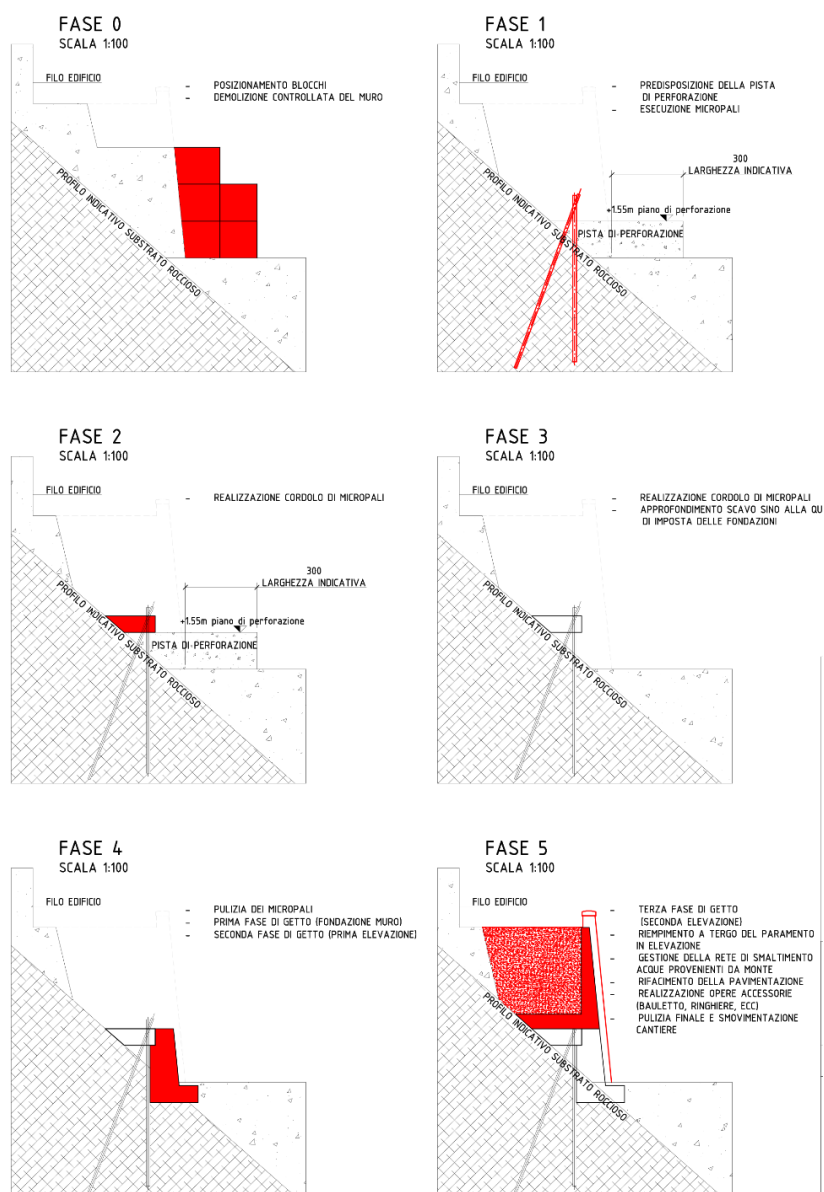 FASE 0
SCALA 1:100
FILO EDIFICIO
- POSIZIONAMENTO BLOCCHI
- DEMOLIZIONE CONTROLLATA DEL MURO
PROFILO INDICATIVO SUBSTRATO ROCCIOSO
FASE 1
SCALA 1:100
FILO EDIFICIO
- PREDISPOSIZIONE DELLA PISTA
DI PERFORAZIONE
- ESECUZIONE MICROPALI
300
LARGHEZZA INDICATIVA
+1.55m piano di perforazione
PISTA DI PERFORAZIONE
PROFILO INDICATIVO SUBSTRATO ROCCIOSO
FASE 2
SCALA 1:100
FILO EDIFICIO
- REALIZZAZIONE CORDOLO DI MICROPALI
300
LARGHEZZA INDICATIVA
+1.55m piano di perforazione
PISTA DI PERFORAZIONE
PROFILO INDICATIVO SUBSTRATO ROCCIOSO
FASE 3
SCALA 1:100
FILO EDIFICIO
- REALIZZAZIONE CORDOLO DI MICROPALI
- APPROFONDIMENTO SCAVO SINO ALLA QU
DI IMPOSTA DELLE FONDAZIONI
PROFILO INDICATIVO SUBSTRATO ROCCIOSO
FASE 4
SCALA 1:100
FILO EDIFICIO
- PULIZIA DEI MICROPALI
- PRIMA FASE DI GETTO (FONDAZIONE MURO)
- SECONDA FASE DI GETTO (PRIMA ELEVAZIONE)
FASE 5
SCALA 1:100
FILO EDIFICIO
- TERZA FASE DI GETTO
(SECONDA ELEVAZIONE)
- RIEMPIMENTO A TERGO DEL PARAMENTO
IN ELEVAZIONE
- GESTIONE DELLA RETE DI SMALTIMENTO
ACQUE PROVENIENTI DA MONTE
- RIFACIMENTO DELLA PAVIMENTAZIONE
- REALIZZAZIONE OPERE ACCESSORIE
(BAULETTO, RINGHIERE, ECC)
- PULIZIA FINALE E SMOVIMENTAZIONE
CANTIERE
PROFILO INDICATIVO SUBSTRATO ROCCIOSO